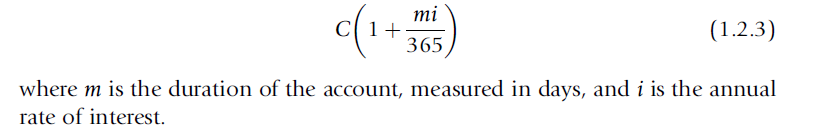 C(1 + mi/365) (1.2.3)
where m is the duration of the account, measured in days, and i is the annual
rate of interest.